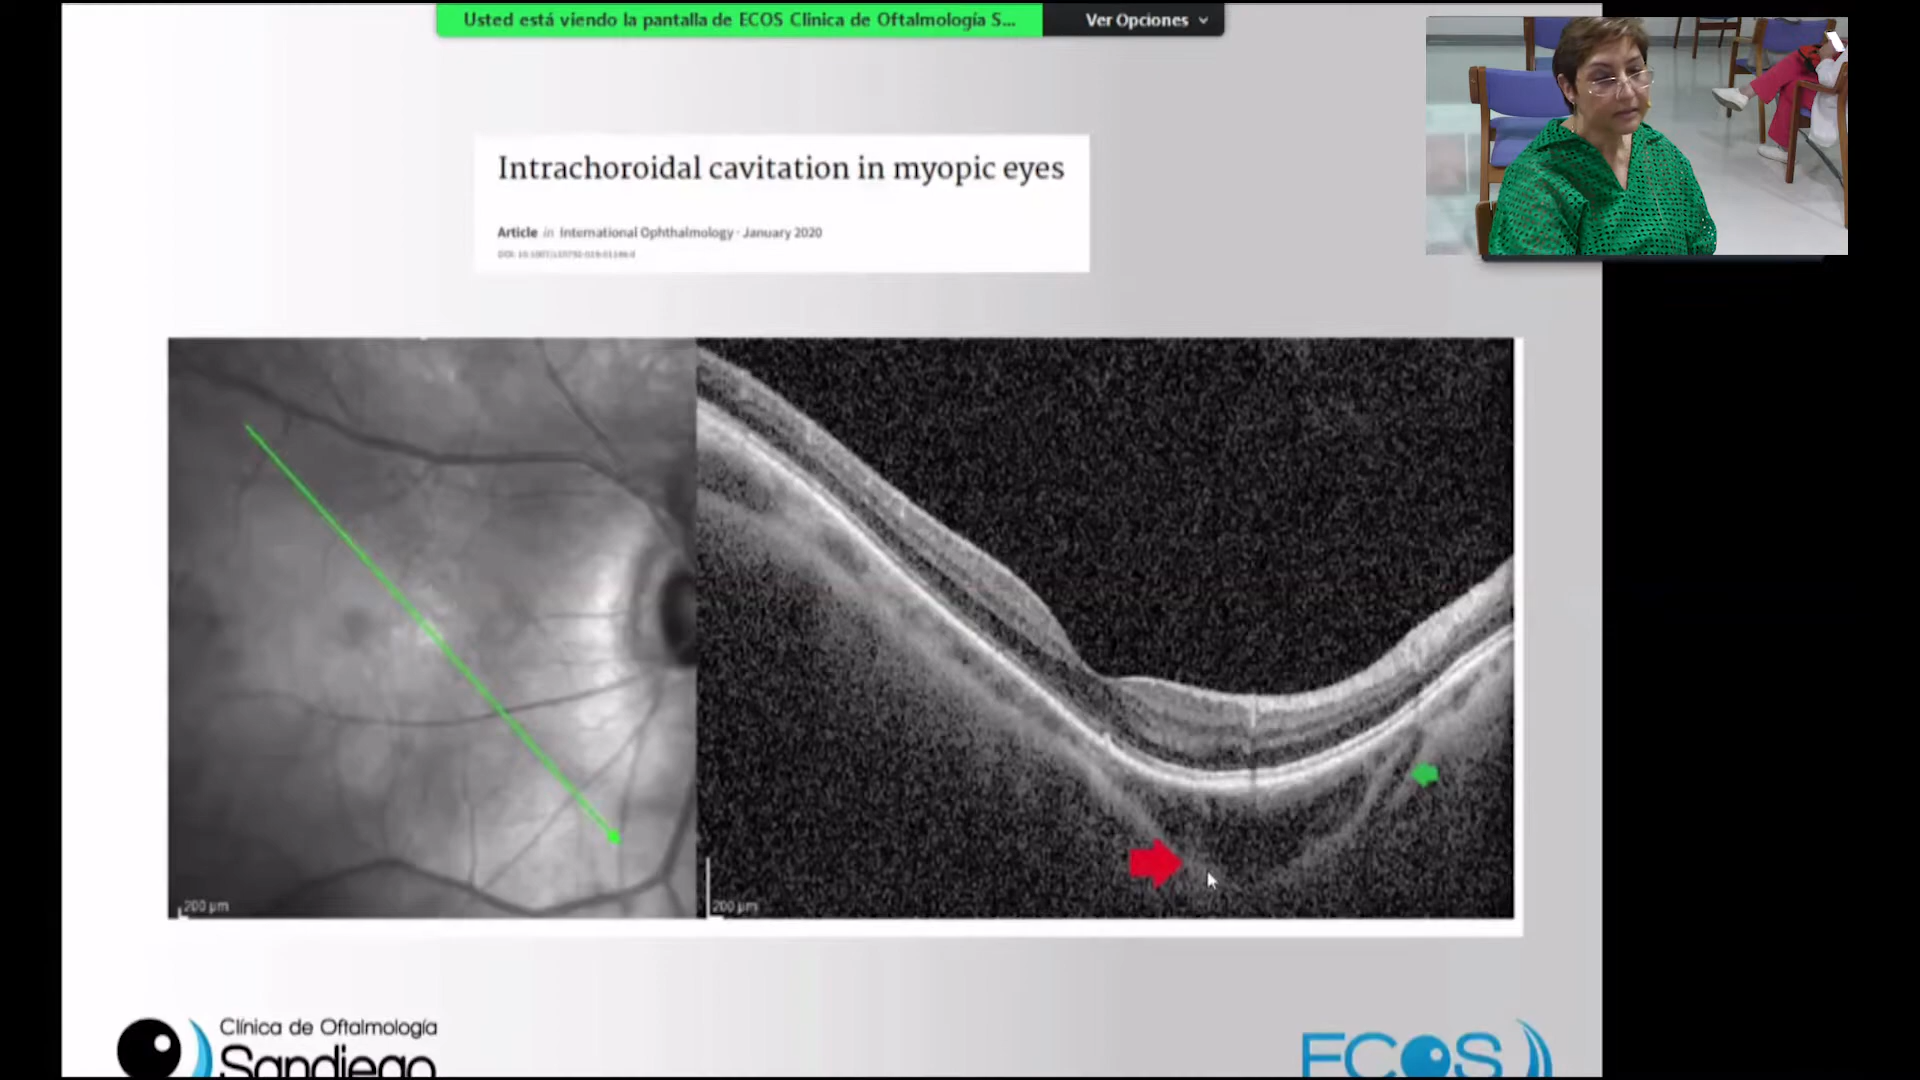 Usted está viendo la pantalla de ECOS Clinica de Oftalmología S...
Ver Opciones
Intrachoroidal cavitation in myopic eyes
Article in International Ophthalmology · January 2020
200 µm
200 µm
Clínica de Oftalmología
Sandiego
ECOS